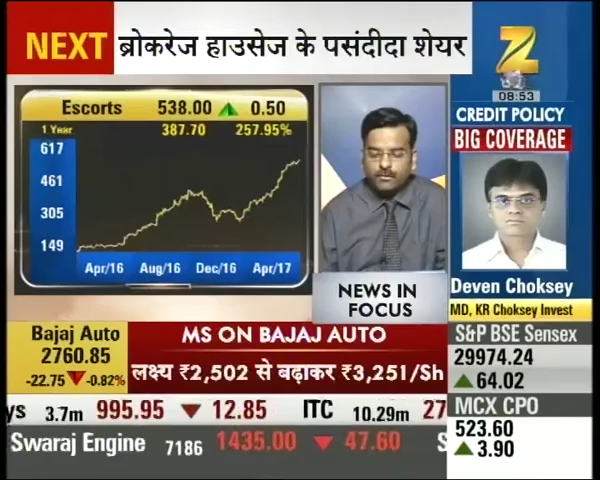 NEXT ब्रोकरेज हाउसेज के पसंदीदा शेयर
08:53
CREDIT POLICY
BIG COVERAGE
Deven Choksey
MD, KR Choksey Invest
Escorts 538.00 0.50
1 Year 387.70 257.95%
617
461
305
149
Apr/16 Aug/16 Dec/16 Apr/17
NEWS IN
FOCUS
Bajaj Auto
2760.85
-22.75 -0.82%
MS ON BAJAJ AUTO
लक्ष्य ₹2,502 से बढ़ाकर ₹3,251/Sh
S&P BSE Sensex
29974.24
64.02
MCX CPO
523.60
3.90
ys 3.7m 995.95 12.85 ITC 10.29m 27
Swaraj Engine 7186 1435.00 47.60 S